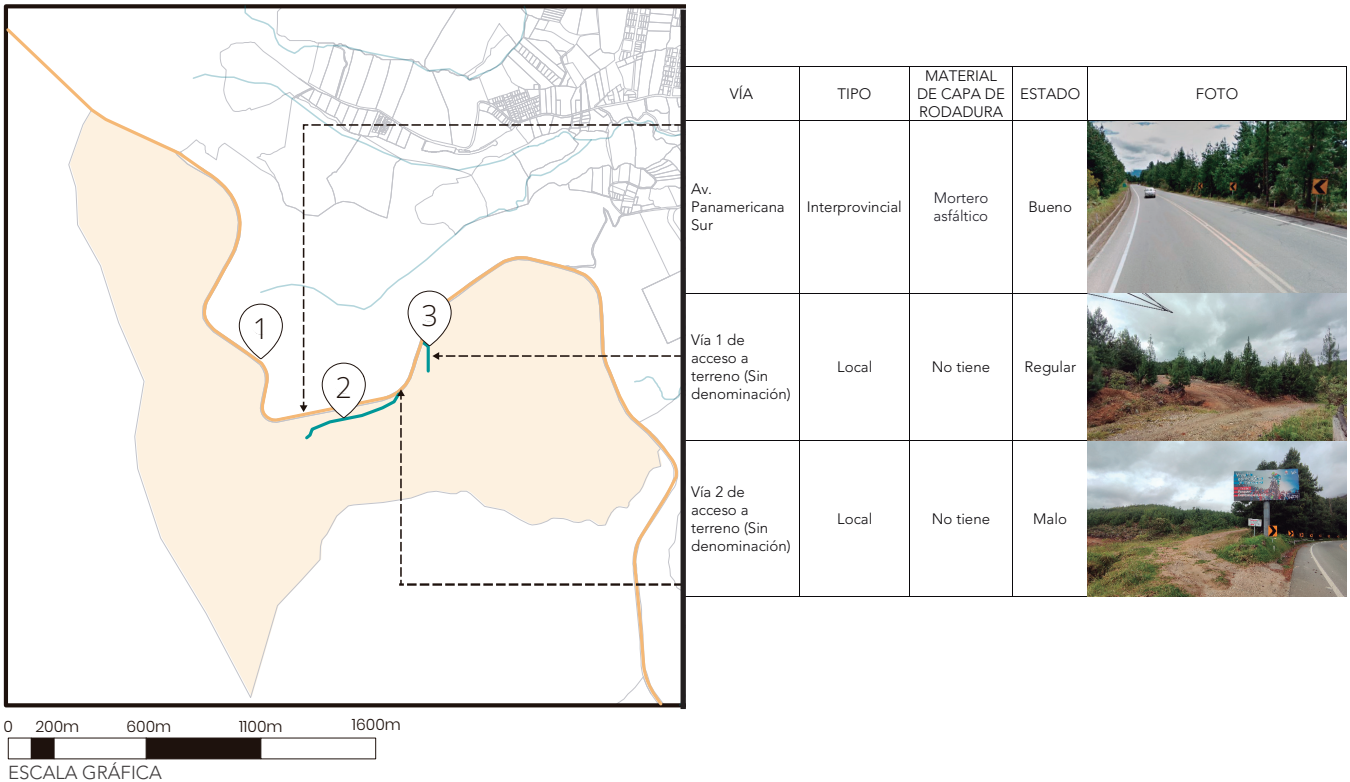 1
2
3
0 200m 600m 1100m 1600m
ESCALA GRÁFICA
VÍA TIPO MATERIAL DE CAPA DE RODADURA ESTADO FOTO
Av.
Panamericana
Sur
Interprovincial
Mortero
asfáltico
Bueno
Vía 1 de
acceso a
terreno (Sin
denominación)
Local
No tiene
Regular
Vía 2 de
acceso a
terreno (Sin
denominación)
Local
No tiene
Malo